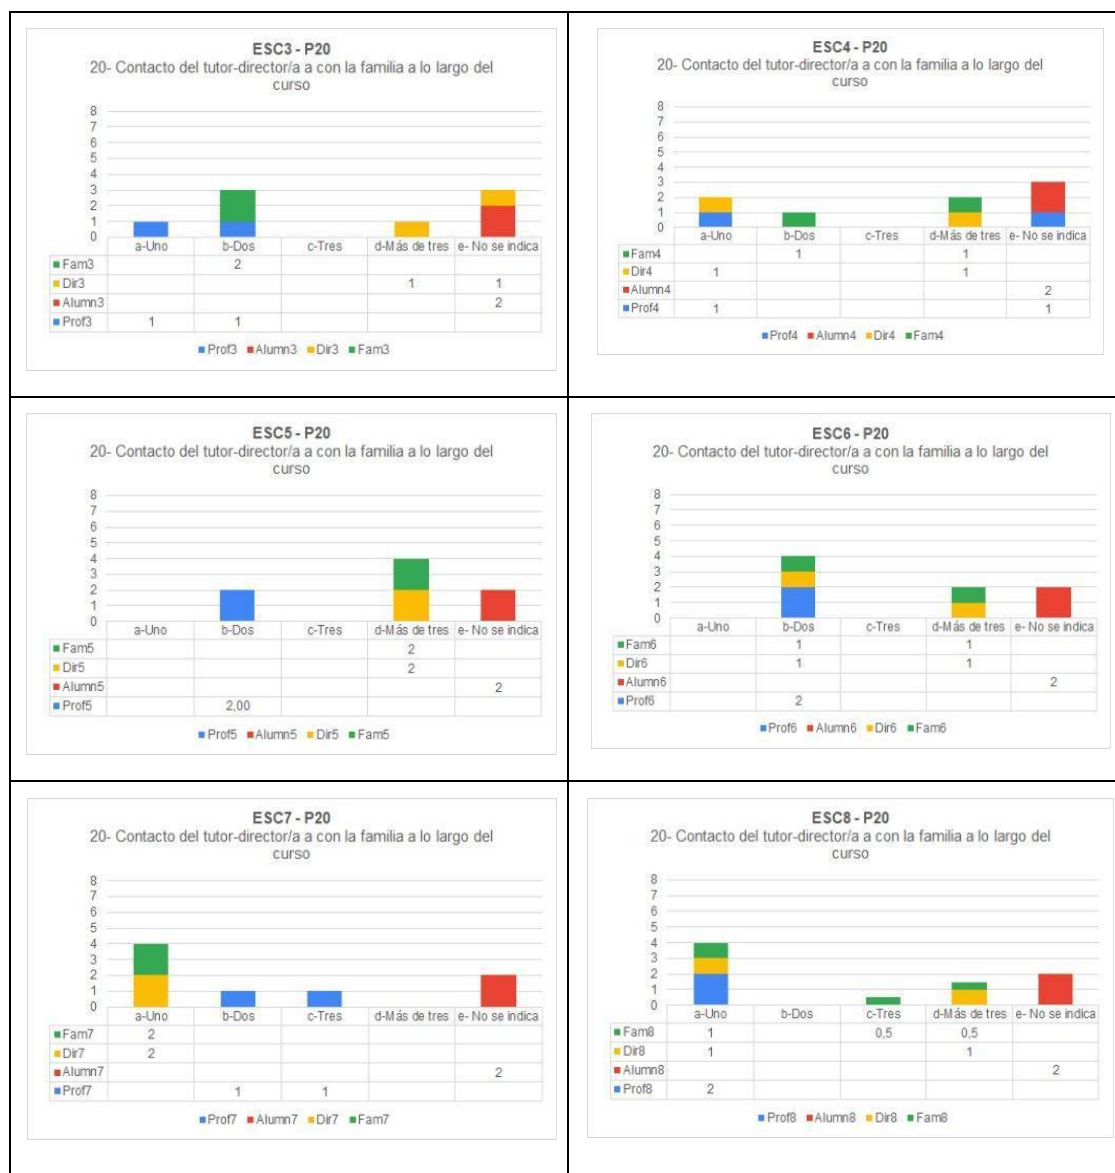 ESC3 - P20
20- Contacto del tutor-director/a a con la familia a lo largo del
curso
8
7
6
5
4
3
2
1
0
a-Uno b-Dos c-Tres d-Más de tres e- No se indica
Fam3 2
Dir3 1 1
Alumn3 2
Prof3 1 1
Prof3 Alumn3 Dir3 Fam3
ESC4 - P20
20- Contacto del tutor-director/a a con la familia a lo largo del
curso
8
7
6
5
4
3
2
1
0
a-Uno b-Dos c-Tres d-Más de tres e- No se indica
Fam4 1 1
Dir4 1 1
Alumn4 2
Prof4 1 1
Prof4 Alumn4 Dir4 Fam4
ESC5 - P20
20- Contacto del tutor-director/a a con la familia a lo largo del
curso
8
7
6
5
4
3
2
1
0
a-Uno b-Dos c-Tres d-Más de tres e- No se indica
Fam5 2
Dir5 2
Alumn5 2
Prof5 2,00
Prof5 Alumn5 Dir5 Fam5
ESC6 - P20
20- Contacto del tutor-director/a a con la familia a lo largo del
curso
8
7
6
5
4
3
2
1
0
a-Uno b-Dos c-Tres d-Más de tres e- No se indica
Fam6 1 1
Dir6 1 1
Alumn6 2
Prof6 2
Prof6 Alumn6 Dir6 Fam6
ESC7 - P20
20- Contacto del tutor-director/a a con la familia a lo largo del
curso
8
7
6
5
4
3
2
1
0
a-Uno b-Dos c-Tres d-Más de tres e- No se indica
Fam7 2
Dir7 2
Alumn7 2
Prof7 1 1
Prof7 Alumn7 Dir7 Fam7
ESC8 - P20
20- Contacto del tutor-director/a a con la familia a lo largo del
curso
8
7
6
5
4
3
2
1
0
a-Uno b-Dos c-Tres d-Más de tres e- No se indica
Fam8 1 0,5 0,5
Dir8 1 1
Alumn8 2
Prof8 2
Prof8 Alumn8 Dir8 Fam8